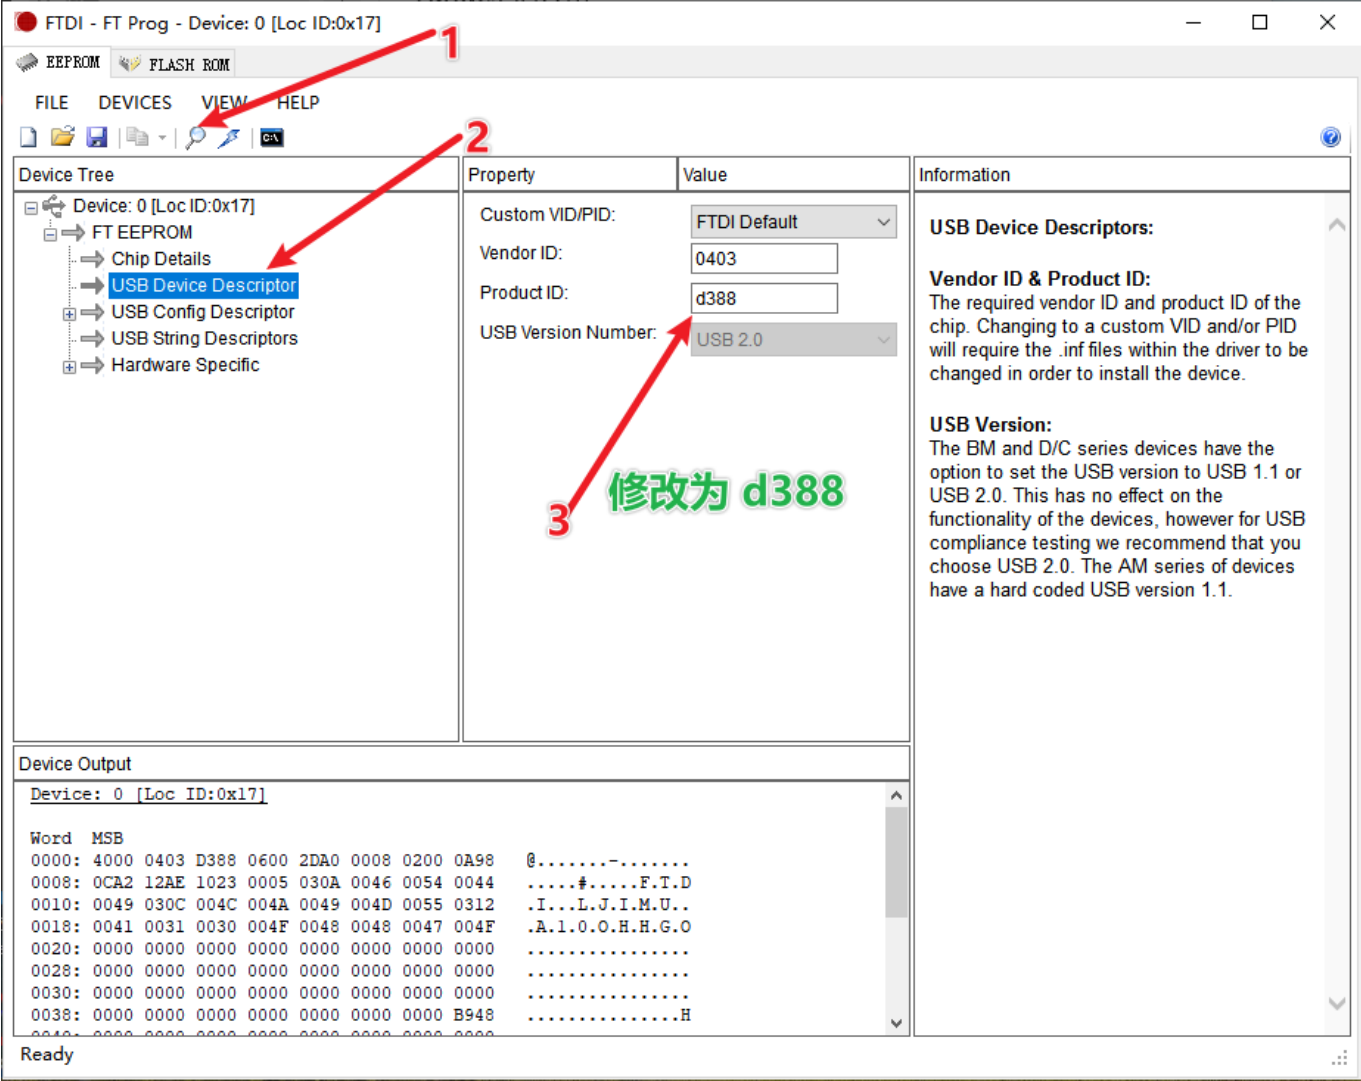 FTDI - FT Prog - Device: 0 [Loc ID:0x17]
1
EEPROM FLASH ROM
FILE DEVICES VIEW HELP
C:\
2
Device Tree
Property Value
Information
Device: 0 [Loc ID:0x17]
FT EEPROM
Chip Details
USB Device Descriptor
USB Config Descriptor
USB String Descriptors
Hardware Specific
Custom VID/PID: FTDI Default
Vendor ID: 0403
Product ID: d388
USB Version Number: USB 2.0
3
修改为 d388
USB Device Descriptors:
Vendor ID & Product ID:
The required vendor ID and product ID of the
chip. Changing to a custom VID and/or PID
will require the .inf files within the driver to be
changed in order to install the device.
USB Version:
The BM and D/C series devices have the
option to set the USB version to USB 1.1 or
USB 2.0. This has no effect on the
functionality of the devices, however for USB
compliance testing we recommend that you
choose USB 2.0. The AM series of devices
have a hard coded USB version 1.1.
Device Output
Device: 0 [Loc ID:0x17]
Word MSB
0000: 4000 0403 D388 0600 2DA0 0008 0200 0A98 @.......-.......
0008: 0CA2 12AE 1023 0005 030A 0046 0054 0044 .....#.....F.T.D
0010: 0049 030C 004C 004A 0049 004D 0055 0312 .I...L.J.I.M.U..
0018: 0041 0031 0030 004F 0048 0048 0047 004F .A.1.0.O.H.H.G.O
0020: 0000 0000 0000 0000 0000 0000 0000 0000 ................
0028: 0000 0000 0000 0000 0000 0000 0000 0000 ................
0030: 0000 0000 0000 0000 0000 0000 0000 0000 ................
0038: 0000 0000 0000 0000 0000 0000 0000 B948 ...............H
Ready